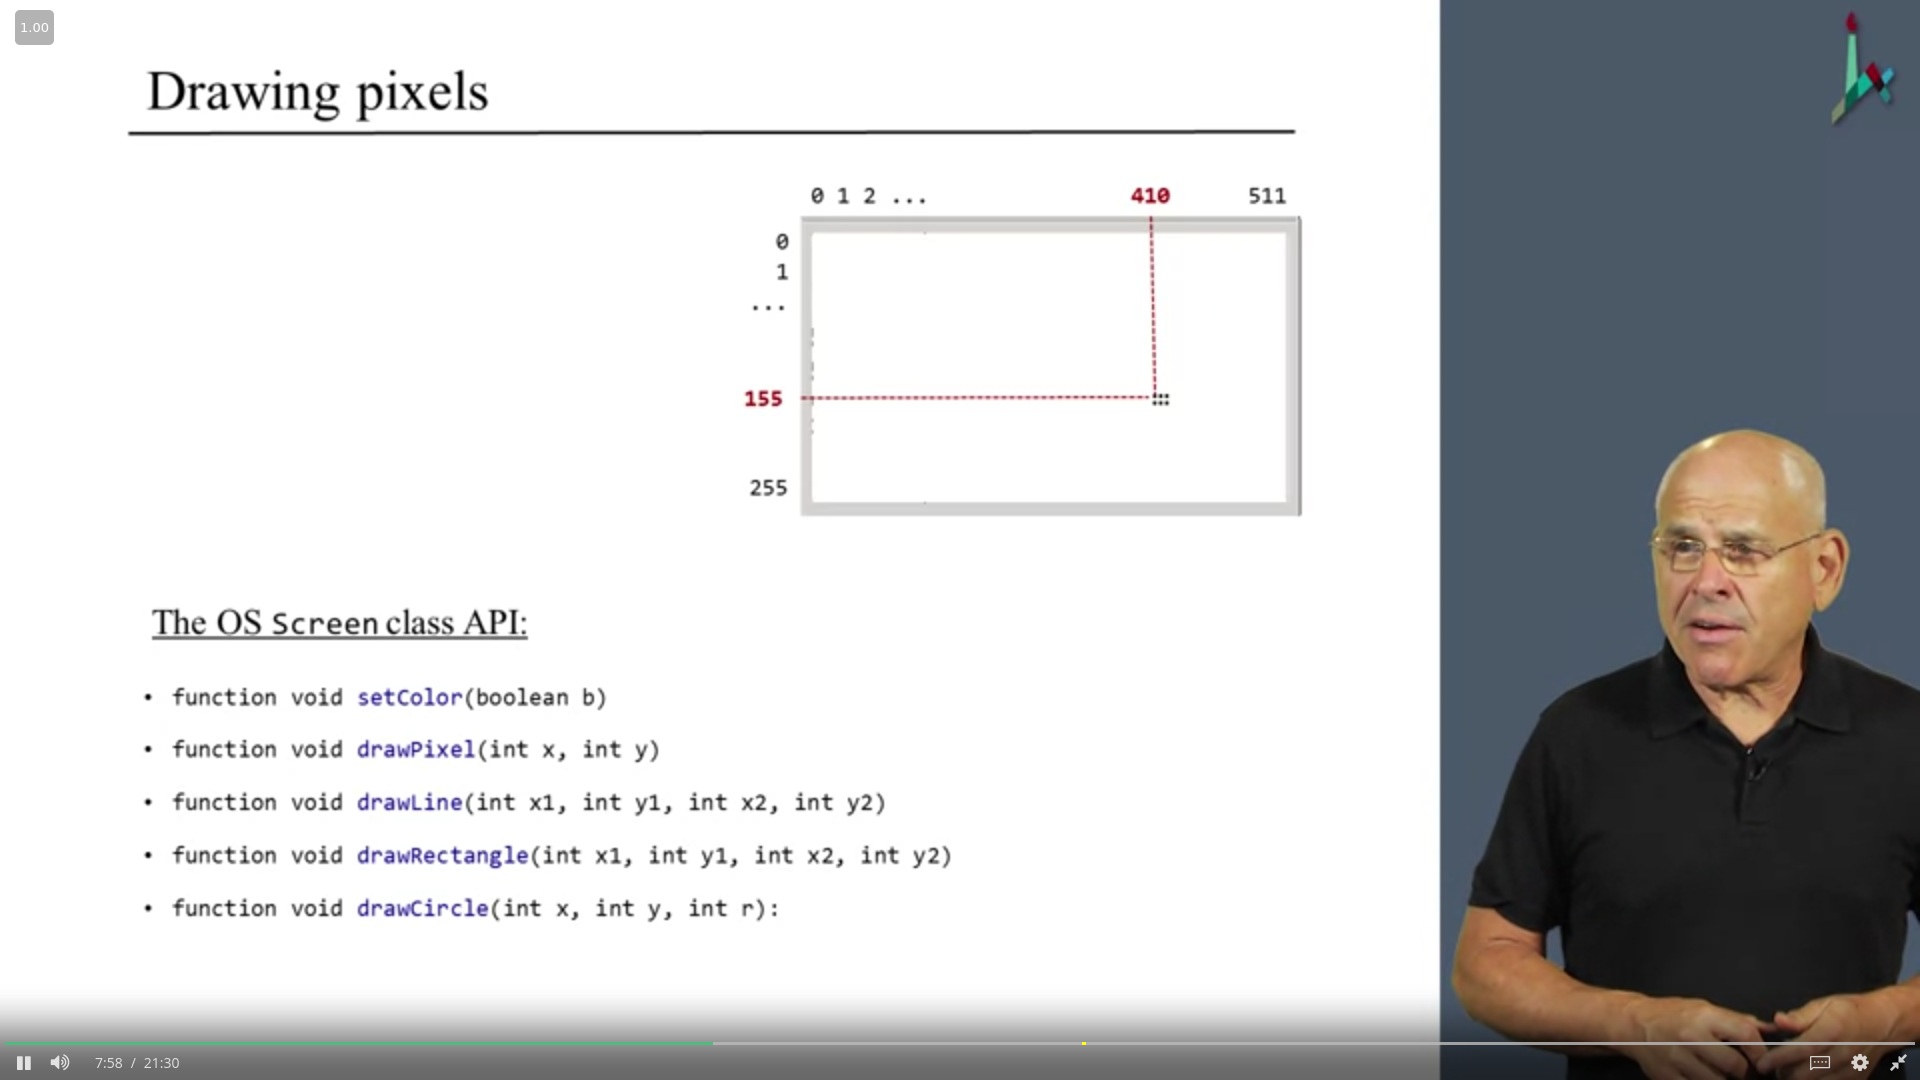 1.00
Drawing pixels
0 1 2 ... 410 511
0
1
...
155
255
The OS Screen class API:
• function void setColor(boolean b)
• function void drawPixel(int x, int y)
• function void drawLine(int x1, int y1, int x2, int y2)
• function void drawRectangle(int x1, int y1, int x2, int y2)
• function void drawCircle(int x, int y, int r):
7:58 / 21:30